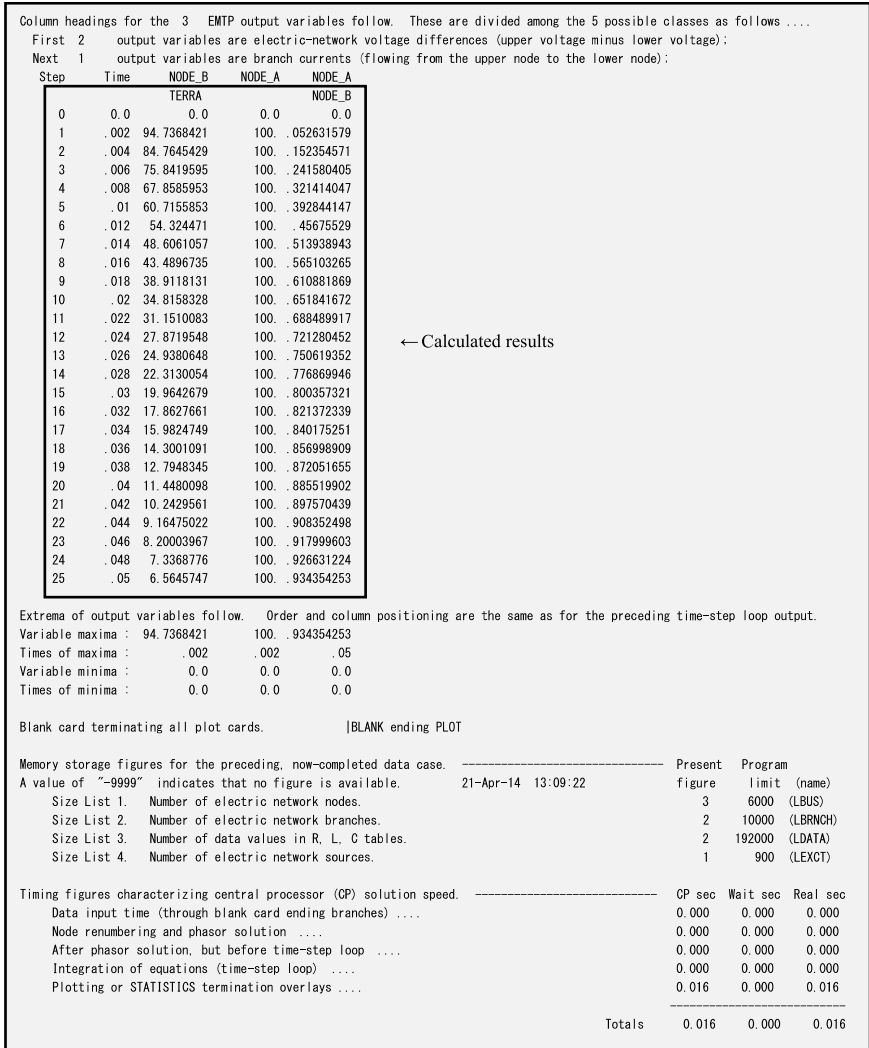 Column headings for the 3 EMTP output variables follow. These are divided among the 5 possible classes as follows ....
First 2 output variables are electric-network voltage differences (upper voltage minus lower voltage);
Next 1 output variables are branch currents (flowing from the upper node to the lower node);
Step Time NODE_B NODE_A NODE_A
TERRA NODE_B
0 0.0 0.0 0.0 0.0
1 .002 94.7368421 100. .052631579
2 .004 84.7645429 100. .152354571
3 .006 75.8419595 100. .241580405
4 .008 67.8585953 100. .321414047
5 .01 60.7155853 100. .392844147
6 .012 54.324471 100. .45675529
7 .014 48.6061057 100. .513938943
8 .016 43.4896735 100. .565103265
9 .018 38.9118131 100. .610881869
10 .02 34.8158328 100. .651841672
11 .022 31.1510083 100. .688489917
12 .024 27.8719548 100. .721280452
13 .026 24.9380648 100. .750619352
14 .028 22.3130054 100. .776869946
15 .03 19.9642679 100. .800357321
16 .032 17.8627661 100. .821372339
17 .034 15.9824749 100. .840175251
18 .036 14.3001091 100. .856998909
19 .038 12.7948345 100. .872051655
20 .04 11.4480098 100. .885519902
21 .042 10.2429561 100. .897570439
22 .044 9.16475022 100. .908352498
23 .046 8.20003967 100. .917999603
24 .048 7.3368776 100. .926631224
25 .05 6.5645747 100. .934354253
← Calculated results
Extrema of output variables follow. Order and column positioning are the same as for the preceding time-step loop output.
Variable maxima : 94.7368421 100. .934354253
Times of maxima : .002 .002 .05
Variable minima : 0.0 0.0 0.0
Times of minima : 0.0 0.0 0.0
Blank card terminating all plot cards. |BLANK ending PLOT
Memory storage figures for the preceding, now-completed data case. ------------------------------- Present Program
A value of "-9999" indicates that no figure is available. 21-Apr-14 13:09:22 figure limit (name)
Size List 1. Number of electric network nodes. 3 6000 (LBUS)
Size List 2. Number of electric network branches. 2 10000 (LBRNCH)
Size List 3. Number of data values in R, L, C tables. 2 192000 (LDATA)
Size List 4. Number of electric network sources. 1 900 (LEXCT)
Timing figures characterizing central processor (CP) solution speed. ---------------------------- CP sec Wait sec Real sec
Data input time (through blank card ending branches) .... 0.000 0.000 0.000
Node renumbering and phasor solution .... 0.000 0.000 0.000
After phasor solution, but before time-step loop .... 0.000 0.000 0.000
Integration of equations (time-step loop) .... 0.000 0.000 0.000
Plotting or STATISTICS termination overlays .... 0.016 0.000 0.016
---------------------------
Totals 0.016 0.000 0.016